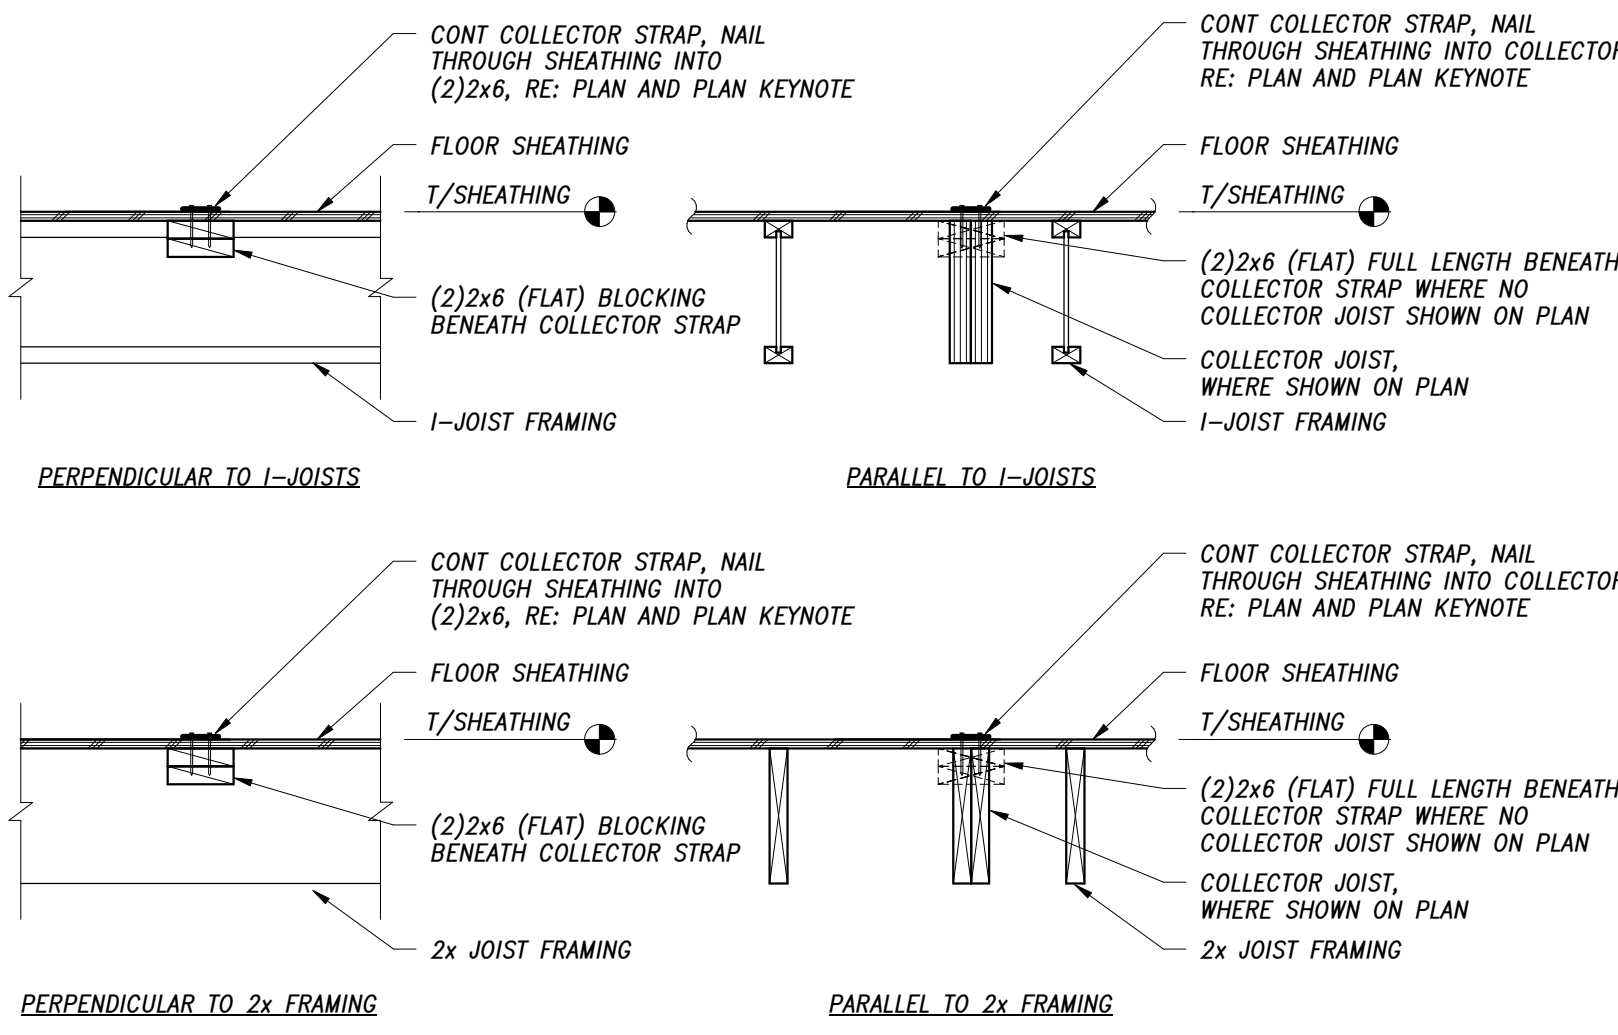 CONT COLLECTOR STRAP, NAIL
THROUGH SHEATHING INTO
(2)2x6, RE: PLAN AND PLAN KEYNOTE
FLOOR SHEATHING
T/SHEATHING
(2)2x6 (FLAT) BLOCKING
BENEATH COLLECTOR STRAP
I-JOIST FRAMING
PERPENDICULAR TO I-JOISTS
CONT COLLECTOR STRAP, NAIL
THROUGH SHEATHING INTO COLLECTOR
RE: PLAN AND PLAN KEYNOTE
FLOOR SHEATHING
T/SHEATHING
(2)2x6 (FLAT) FULL LENGTH BENEATH
COLLECTOR STRAP WHERE NO
COLLECTOR JOIST SHOWN ON PLAN
COLLECTOR JOIST,
WHERE SHOWN ON PLAN
I-JOIST FRAMING
PARALLEL TO I-JOISTS
CONT COLLECTOR STRAP, NAIL
THROUGH SHEATHING INTO
(2)2x6, RE: PLAN AND PLAN KEYNOTE
FLOOR SHEATHING
T/SHEATHING
(2)2x6 (FLAT) BLOCKING
BENEATH COLLECTOR STRAP
2x JOIST FRAMING
PERPENDICULAR TO 2x FRAMING
CONT COLLECTOR STRAP, NAIL
THROUGH SHEATHING INTO COLLECTOR
RE: PLAN AND PLAN KEYNOTE
FLOOR SHEATHING
T/SHEATHING
(2)2x6 (FLAT) FULL LENGTH BENEATH
COLLECTOR STRAP WHERE NO
COLLECTOR JOIST SHOWN ON PLAN
COLLECTOR JOIST,
WHERE SHOWN ON PLAN
2x JOIST FRAMING
PARALLEL TO 2x FRAMING